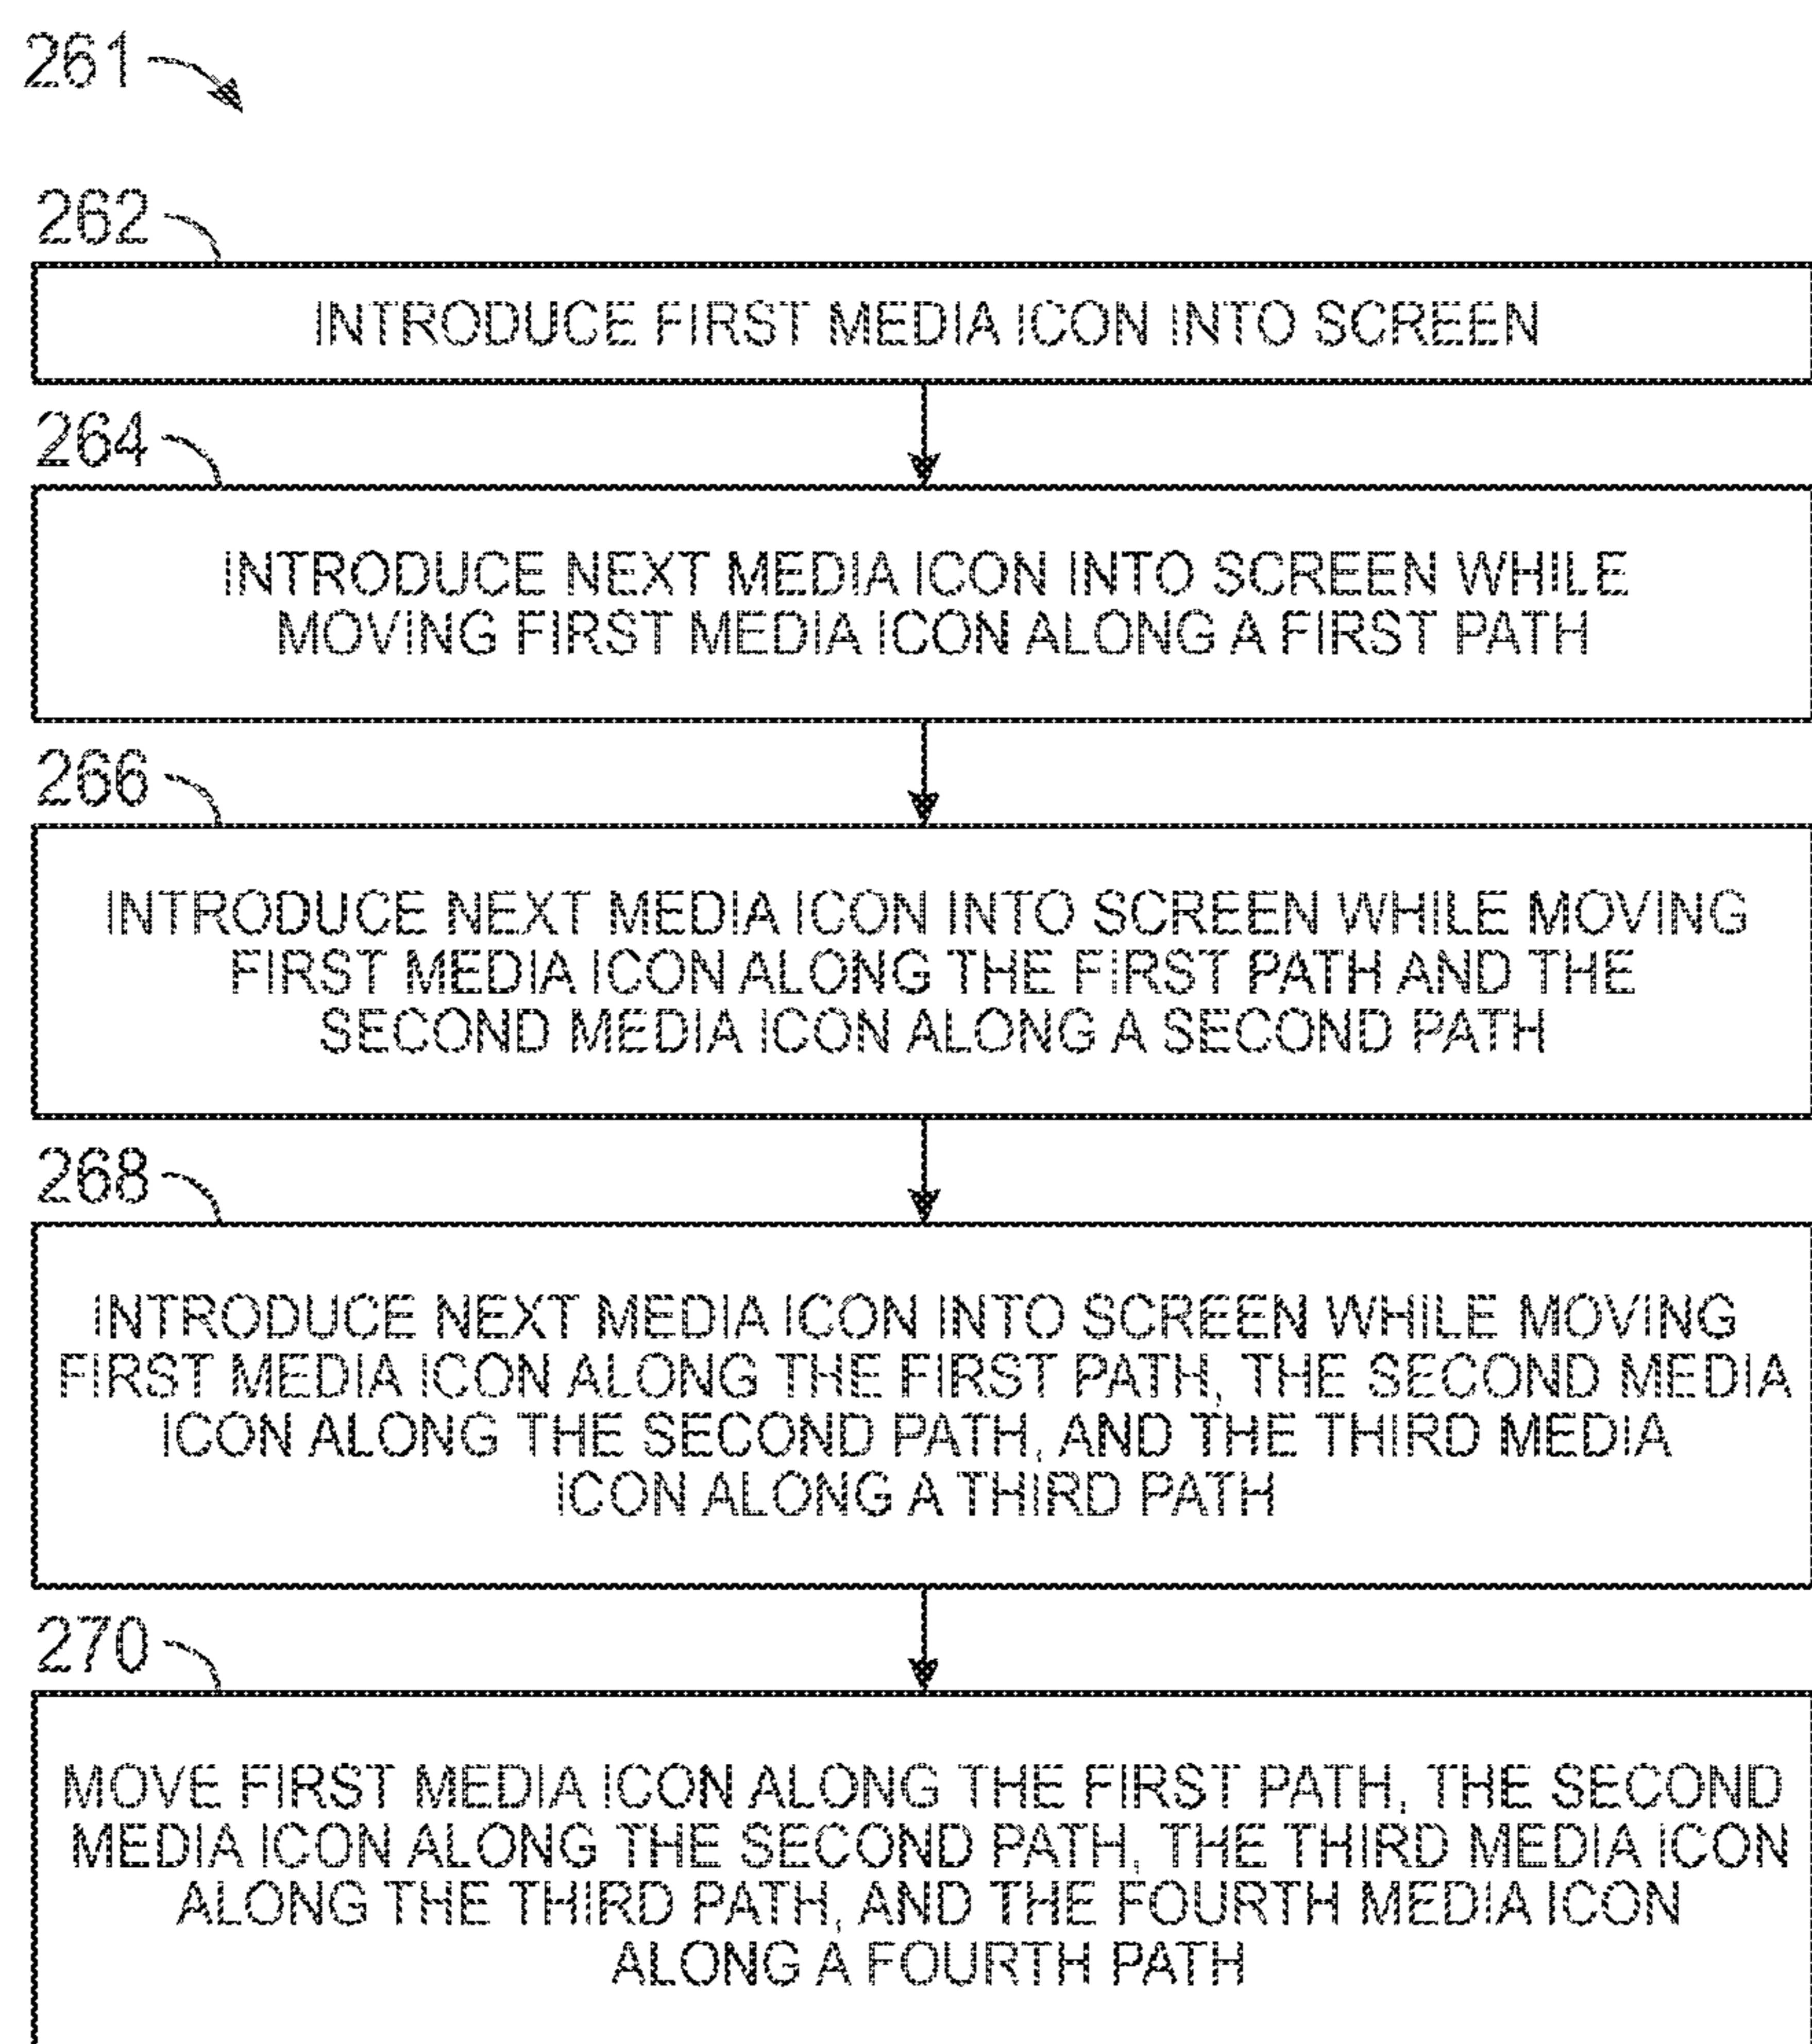 261
262
INTRODUCE FIRST MEDIA ICON INTO SCREEN
264
INTRODUCE NEXT MEDIA ICON INTO SCREEN WHILE
MOVING FIRST MEDIA ICON ALONG A FIRST PATH
266
INTRODUCE NEXT MEDIA ICON INTO SCREEN WHILE MOVING
FIRST MEDIA ICON ALONG THE FIRST PATH AND THE
SECOND MEDIA ICON ALONG A SECOND PATH
268
INTRODUCE NEXT MEDIA ICON INTO SCREEN WHILE MOVING
FIRST MEDIA ICON ALONG THE FIRST PATH, THE SECOND MEDIA
ICON ALONG THE SECOND PATH, AND THE THIRD MEDIA
ICON ALONG A THIRD PATH
270
MOVE FIRST MEDIA ICON ALONG THE FIRST PATH, THE SECOND
MEDIA ICON ALONG THE SECOND PATH, THE THIRD MEDIA ICON
ALONG THE THIRD PATH, AND THE FOURTH MEDIA ICON
ALONG A FOURTH PATH